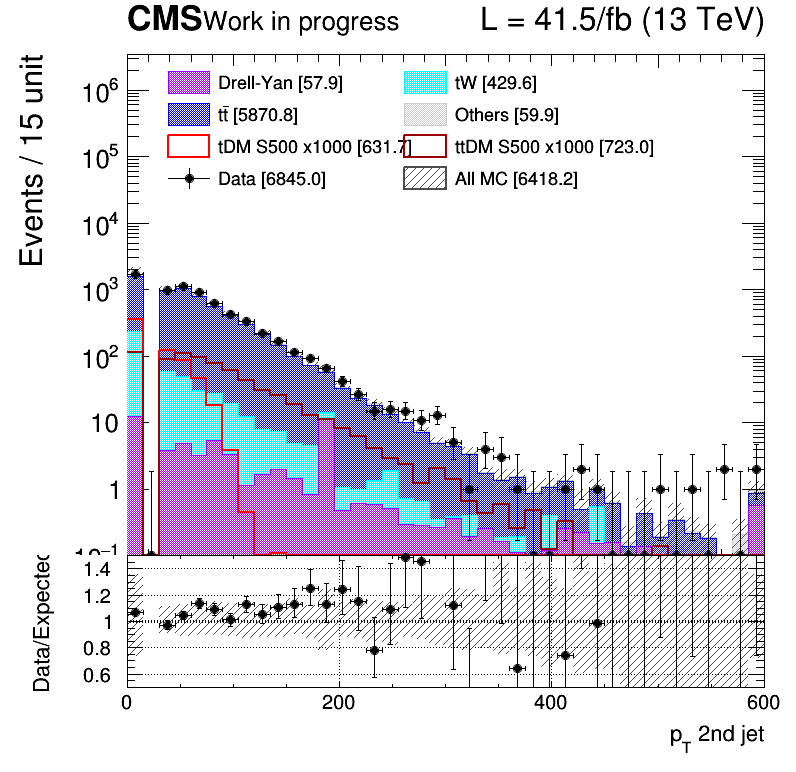 CMS Work in progress L = 41.5/fb (13 TeV)
Events / 15 unit
Drell-Yan [57.9] tW [429.6]
tt̄ [5870.8] Others [59.9]
tDM S500 x1000 [631.7] ttDM S500 x1000 [723.0]
Data [6845.0] All MC [6418.2]
10⁶
10⁵
10⁴
10³
10²
10
1
10⁻¹
Data/Expected
1.4
1.2
1
0.8
0.6
0 200 400 600
p_T 2nd jet